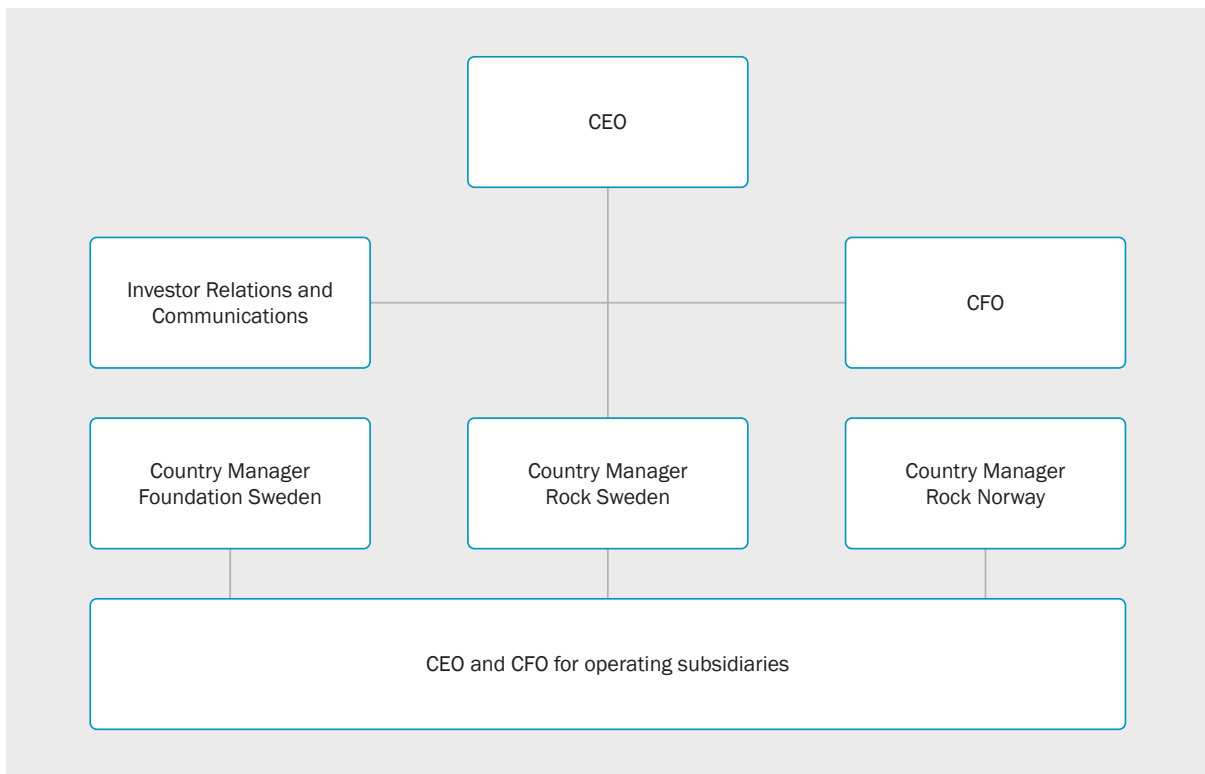 CEO
Investor Relations and
Communications
CFO
Country Manager
Foundation Sweden
Country Manager
Rock Sweden
Country Manager
Rock Norway
CEO and CFO for operating subsidiaries